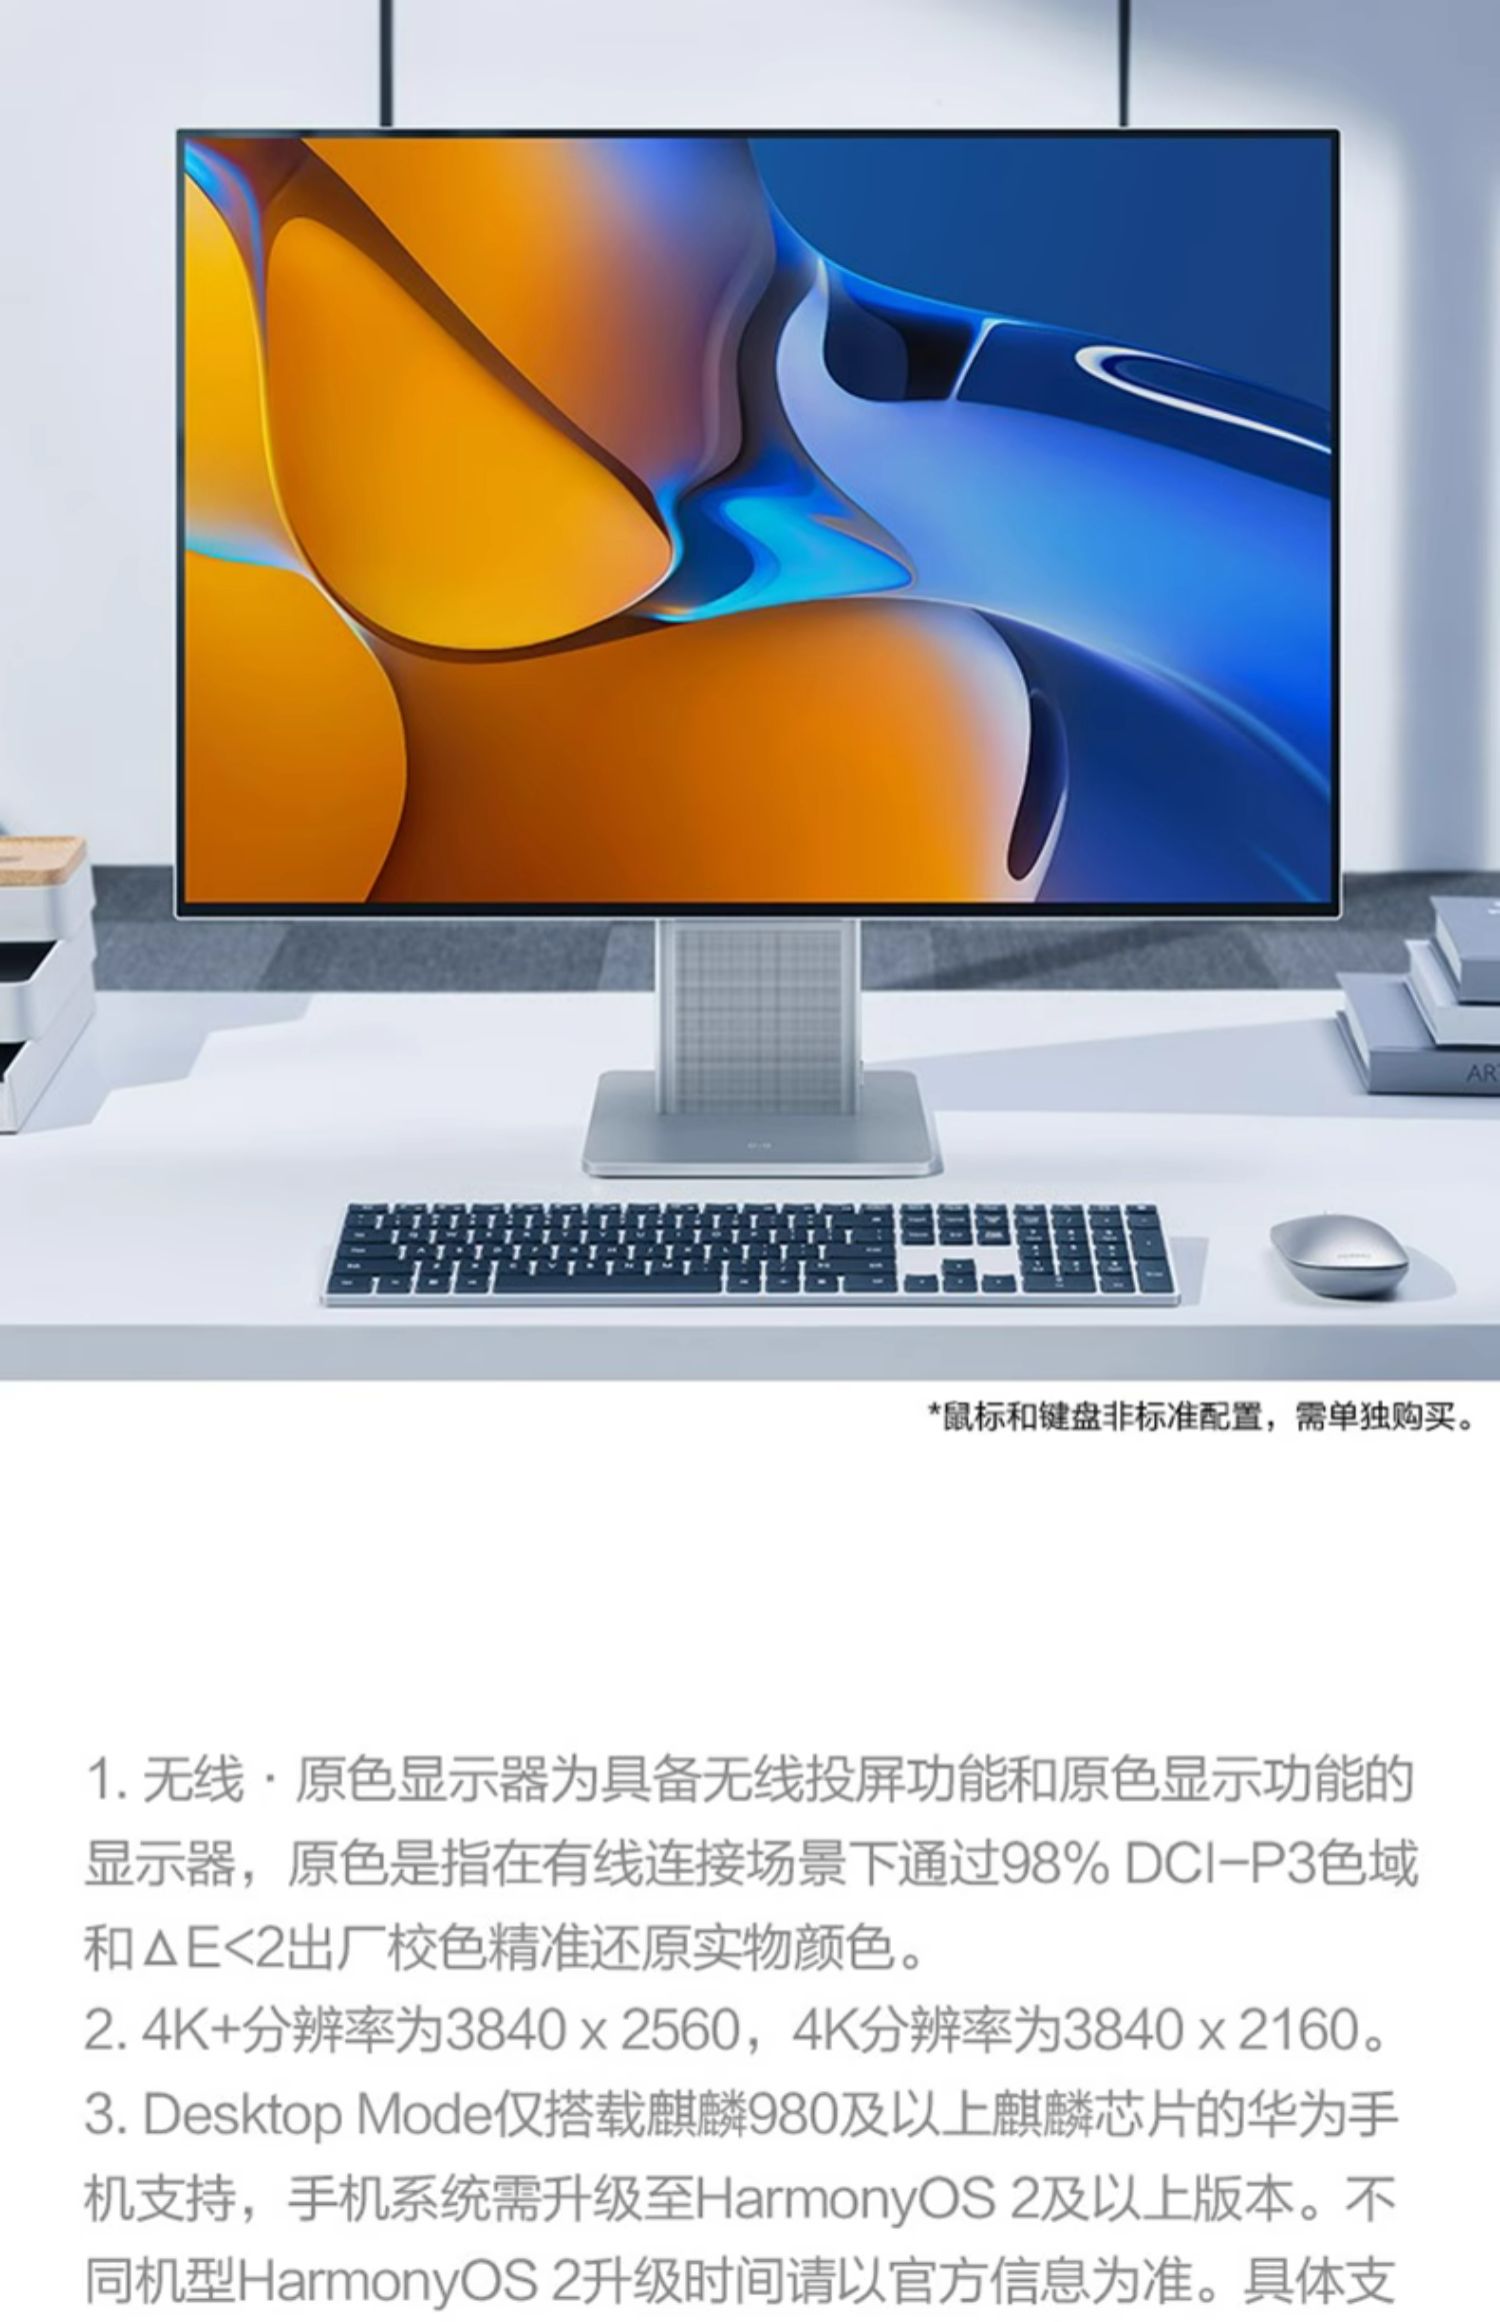 AR
*鼠标和键盘非标准配置，需单独购买。
1. 无线 · 原色显示器为具备无线投屏功能和原色显示功能的
显示器，原色是指在有线连接场景下通过98% DCI-P3色域
和ΔE<2出厂校色精准还原实物颜色。
2. 4K+分辨率为3840 x 2560，4K分辨率为3840 x 2160。
3. Desktop Mode仅搭载麒麟980及以上麒麟芯片的华为手
机支持，手机系统需升级至HarmonyOS 2及以上版本。不
同机型HarmonyOS 2升级时间请以官方信息为准。具体支